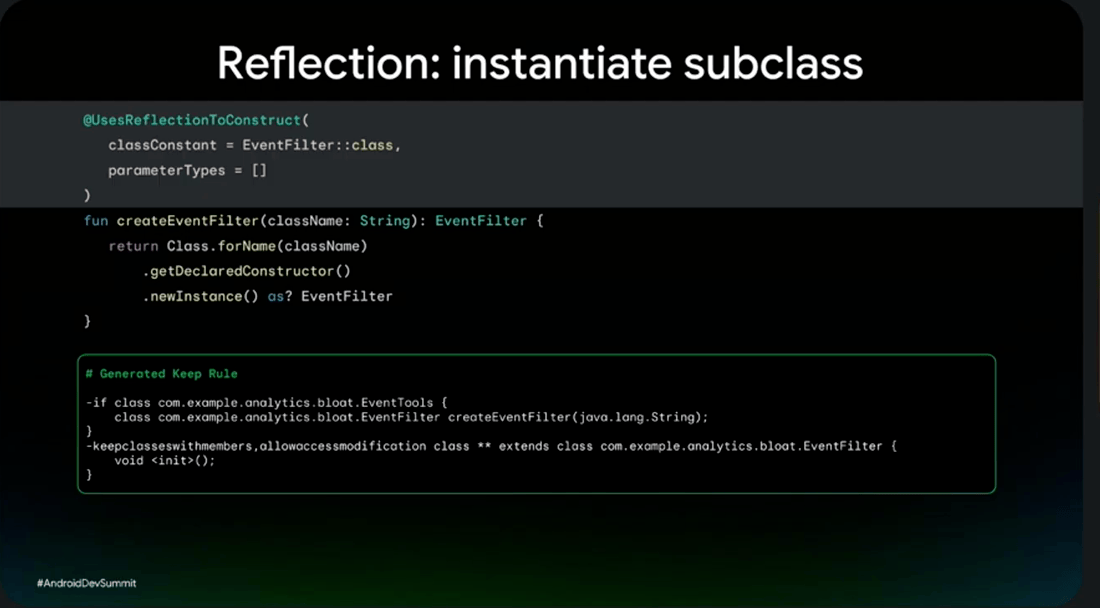 Reflection: instantiate subclass
@UsesReflectionToConstruct(
classConstant = EventFilter::class,
parameterTypes = []
)
fun createEventFilter(className: String): EventFilter {
return Class.forName(className)
.getDeclaredConstructor()
.newInstance() as? EventFilter
}
# Generated Keep Rule
-if class com.example.analytics.bloat.EventTools {
class com.example.analytics.bloat.EventFilter createEventFilter(java.lang.String);
}
-keepclasseswithmembers,allowaccessmodification class ** extends class com.example.analytics.bloat.EventFilter {
void <init>();
}
#AndroidDevSummit